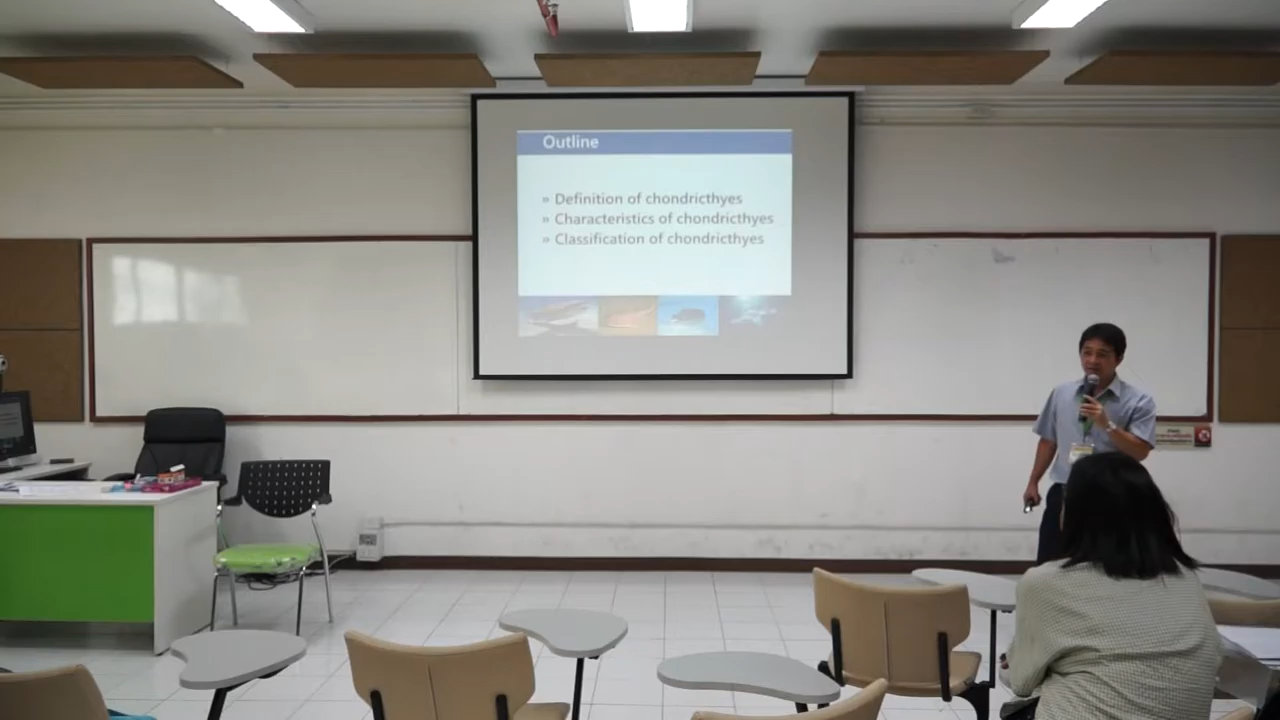 Outline
» Definition of chondricthyes
» Characteristics of chondricthyes
» Classification of chondricthyes